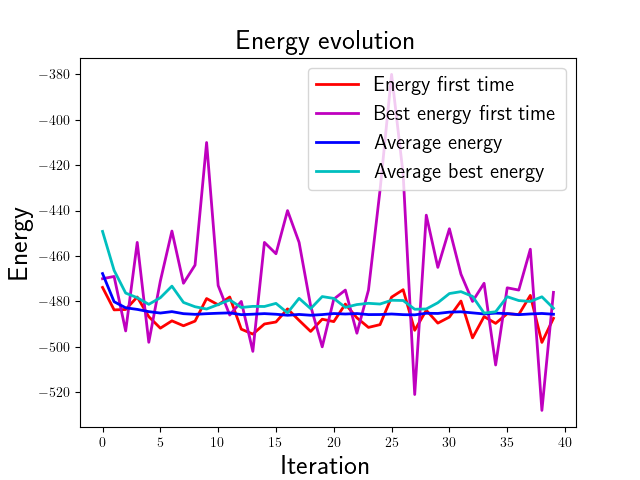 Energy evolution
Energy
−380
−400
−420
−440
−460
−480
−500
−520
Energy first time
Best energy first time
Average energy
Average best energy
0 5 10 15 20 25 30 35 40
Iteration